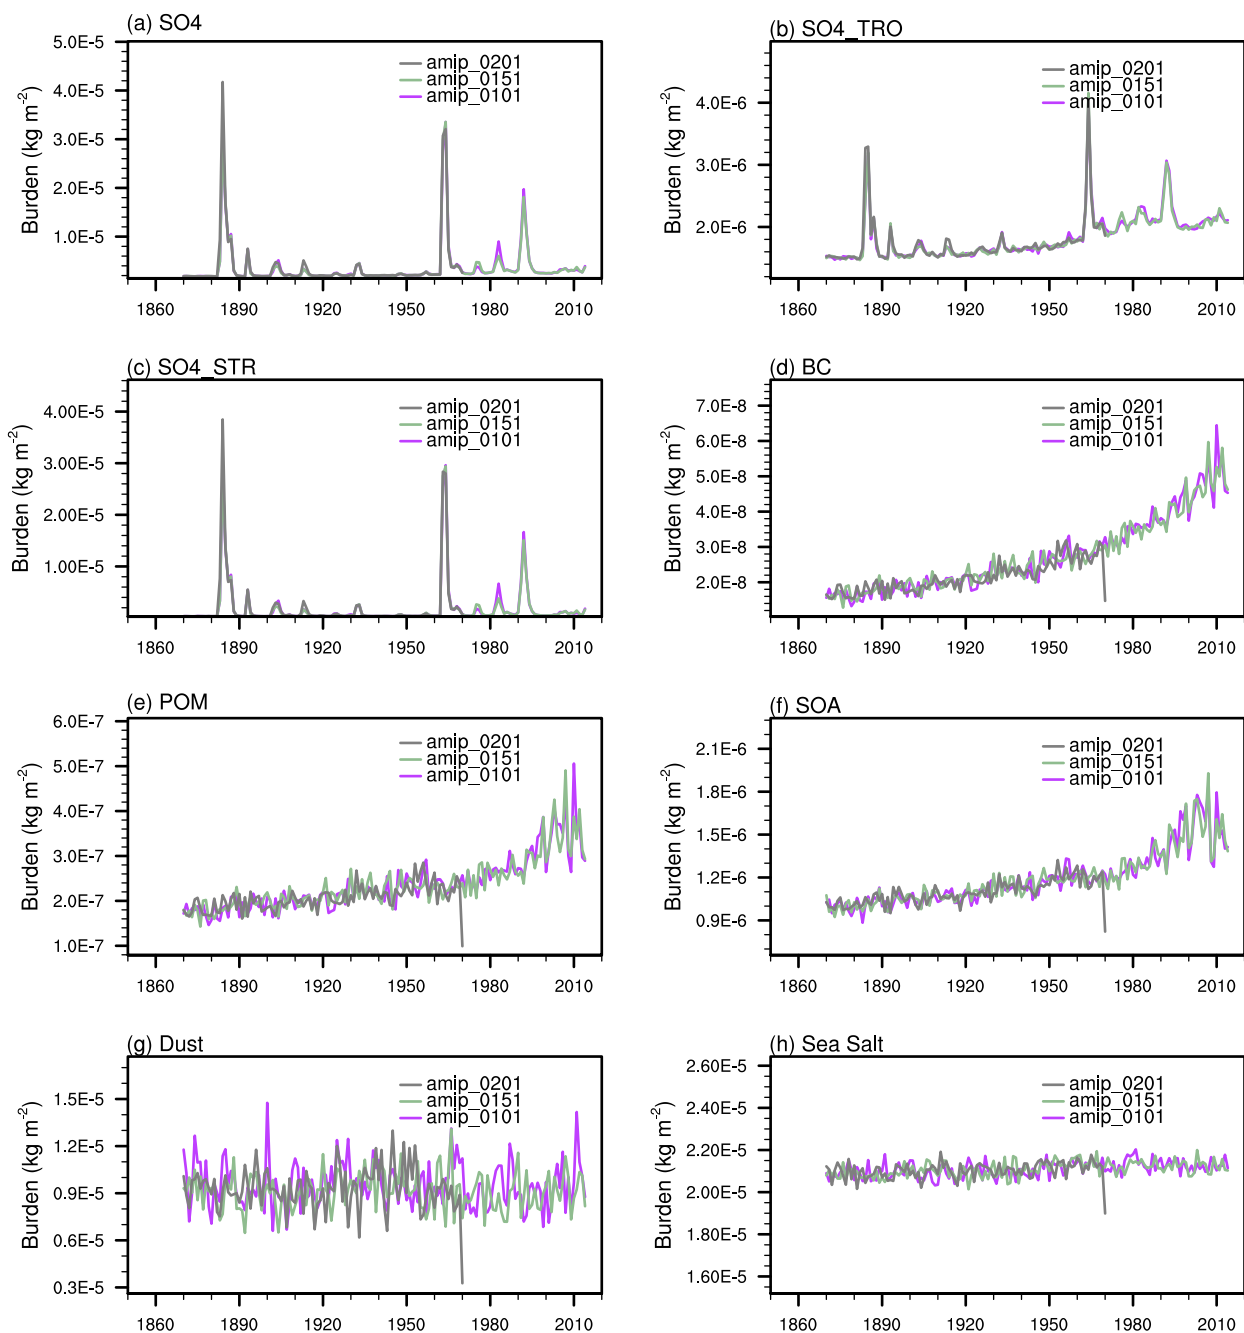 (a) SO4
5.0E-5
4.0E-5
3.0E-5
2.0E-5
1.0E-5
Burden (kg m-2)
amip_0201
amip_0151
amip_0101
1860 1890 1920 1950 1980 2010
(b) SO4_TRO
4.0E-6
3.0E-6
2.0E-6
Burden (kg m-2)
amip_0201
amip_0151
amip_0101
1860 1890 1920 1950 1980 2010
(c) SO4_STR
4.00E-5
3.00E-5
2.00E-5
1.00E-5
Burden (kg m-2)
amip_0201
amip_0151
amip_0101
1860 1890 1920 1950 1980 2010
(d) BC
7.0E-8
6.0E-8
5.0E-8
4.0E-8
3.0E-8
2.0E-8
Burden (kg m-2)
amip_0201
amip_0151
amip_0101
1860 1890 1920 1950 1980 2010
(e) POM
6.0E-7
5.0E-7
4.0E-7
3.0E-7
2.0E-7
1.0E-7
Burden (kg m-2)
amip_0201
amip_0151
amip_0101
1860 1890 1920 1950 1980 2010
(f) SOA
2.1E-6
1.8E-6
1.5E-6
1.2E-6
0.9E-6
Burden (kg m-2)
amip_0201
amip_0151
amip_0101
1860 1890 1920 1950 1980 2010
(g) Dust
1.5E-5
1.2E-5
0.9E-5
0.6E-5
0.3E-5
Burden (kg m-2)
amip_0201
amip_0151
amip_0101
1860 1890 1920 1950 1980 2010
(h) Sea Salt
2.60E-5
2.40E-5
2.20E-5
2.00E-5
1.80E-5
1.60E-5
Burden (kg m-2)
amip_0201
amip_0151
amip_0101
1860 1890 1920 1950 1980 2010